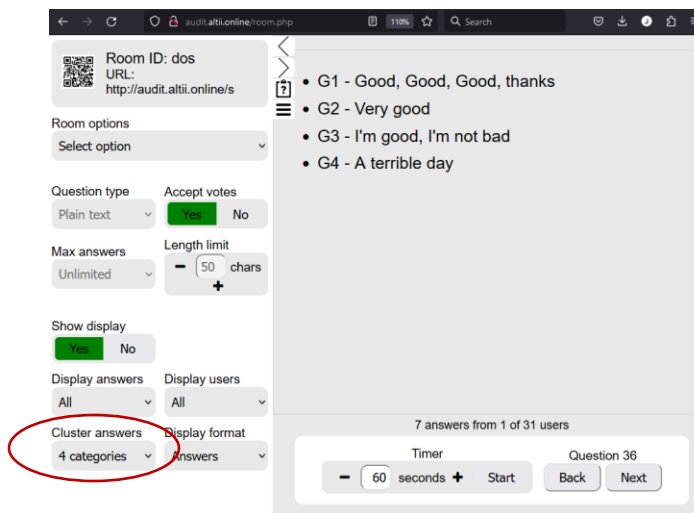 audit.altii.online/room.php
110%
Search
Room ID: dos
URL:
http://audit.altii.online/s
Room options
Select option
Question type
Accept votes
Plain text
Yes
No
Max answers
Length limit
Unlimited
− 50 chars
+
Show display
Yes
No
Display answers
Display users
All
All
Cluster answers
Display format
4 categories
Answers
?
• G1 - Good, Good, Good, thanks
• G2 - Very good
• G3 - I'm good, I'm not bad
• G4 - A terrible day
7 answers from 1 of 31 users
Timer
− 60 seconds + Start
Question 36
Back
Next